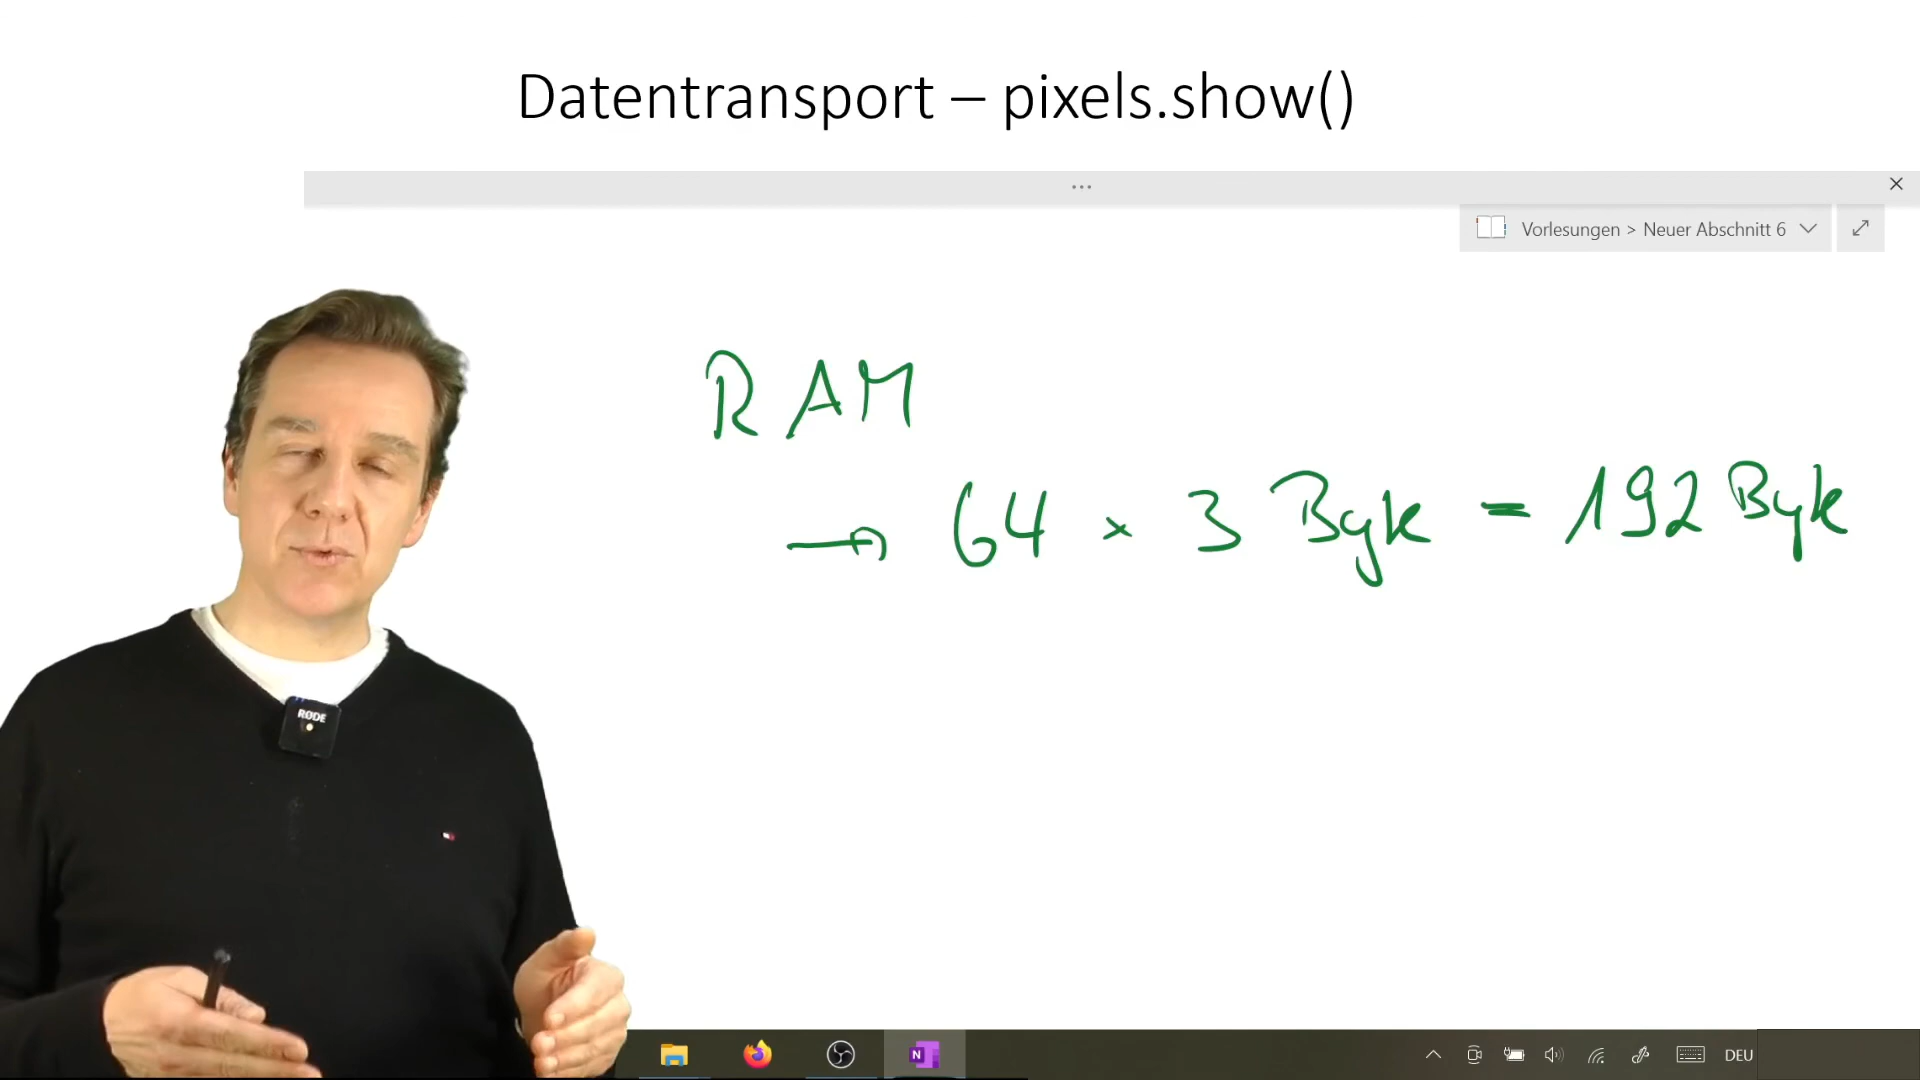 Datentransport – pixels.show()
...
Vorlesungen > Neuer Abschnitt 6
RAM
→ 64 × 3 Byte = 192 Byte
RØDE
N
DEU